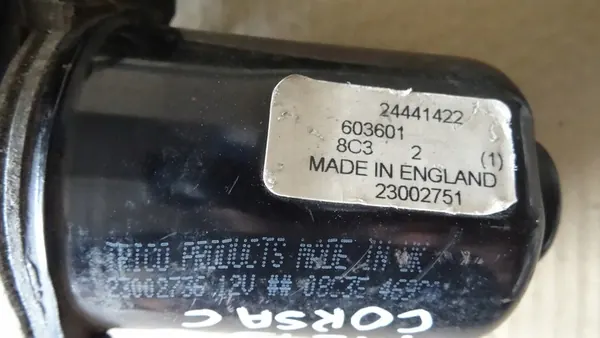 24441422
603601
8C3 2 (1)
MADE IN ENGLAND
23002751
TRICO PRODUCTS MADE IN UK
23002736 12V ## 08C3E
CORSA C